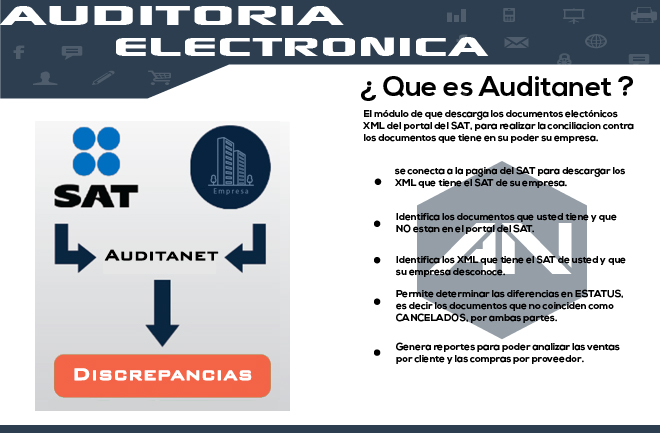 AUDITORIA
ELECTRONICA
¿ Que es Auditanet ?
El módulo de que descarga los documentos electónicos
XML del portal del SAT, para realizar la conciliacion contra
los documentos que tiene en su poder su empresa.
SAT
Empresa
AUDITANET
DISCREPANCIAS
• se conecta a la pagina del SAT para descargar los
XML que tiene el SAT de su empresa.
• Identifica los documentos que usted tiene y que
NO estan en el portal del SAT.
• Identifica los XML que tiene el SAT de usted y que
su empresa desconoce.
• Permite determinar las diferencias en ESTATUS,
es decir los documentos que no coinciden como
CANCELADOS, por ambas partes.
• Genera reportes para poder analizar las ventas
por cliente y las compras por proveedor.
AN